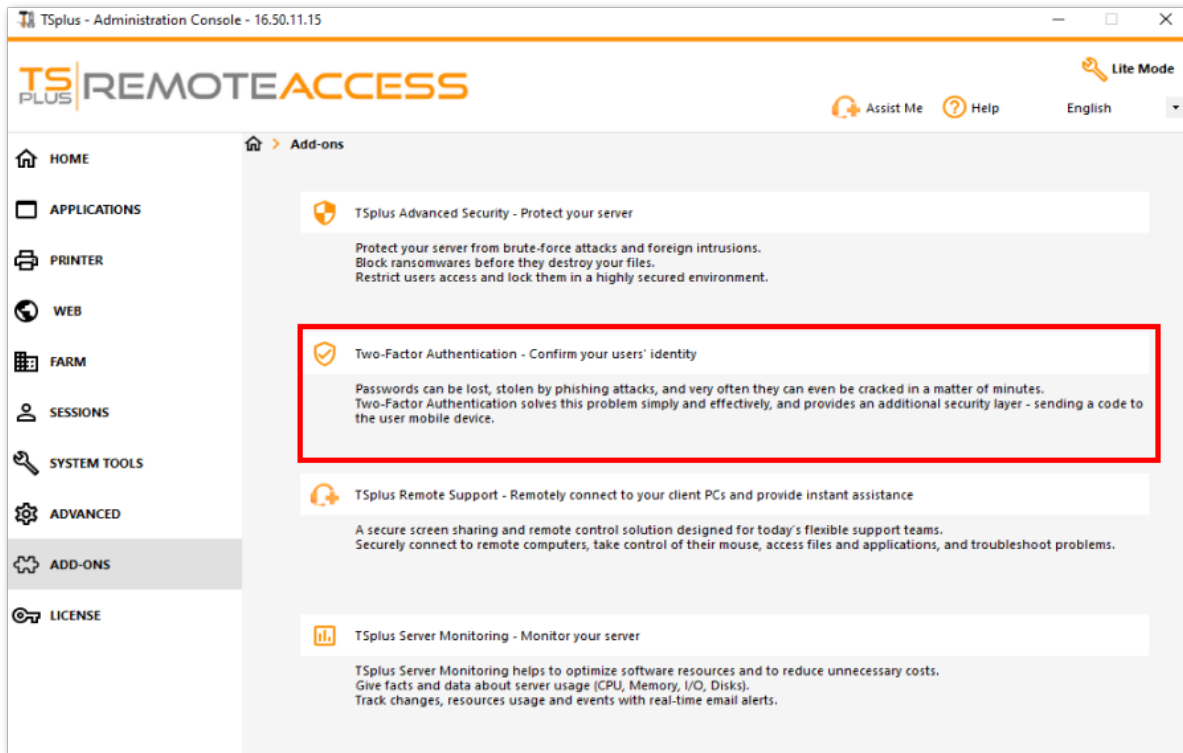 TSplus - Administration Console - 16.50.11.15
TS PLUS REMOTEACCESS
Lite Mode
Assist Me
Help
English
HOME
APPLICATIONS
PRINTER
WEB
FARM
SESSIONS
SYSTEM TOOLS
ADVANCED
ADD-ONS
LICENSE
Add-ons
TSplus Advanced Security - Protect your server
Protect your server from brute-force attacks and foreign intrusions.
Block ransomwares before they destroy your files.
Restrict users access and lock them in a highly secured environment.
Two-Factor Authentication - Confirm your users' identity
Passwords can be lost, stolen by phishing attacks, and very often they can even be cracked in a matter of minutes.
Two-Factor Authentication solves this problem simply and effectively, and provides an additional security layer - sending a code to
the user mobile device.
TSplus Remote Support - Remotely connect to your client PCs and provide instant assistance
A secure screen sharing and remote control solution designed for today's flexible support teams.
Securely connect to remote computers, take control of their mouse, access files and applications, and troubleshoot problems.
TSplus Server Monitoring - Monitor your server
TSplus Server Monitoring helps to optimize software resources and to reduce unnecessary costs.
Give facts and data about server usage (CPU, Memory, I/O, Disks).
Track changes, resources usage and events with real-time email alerts.